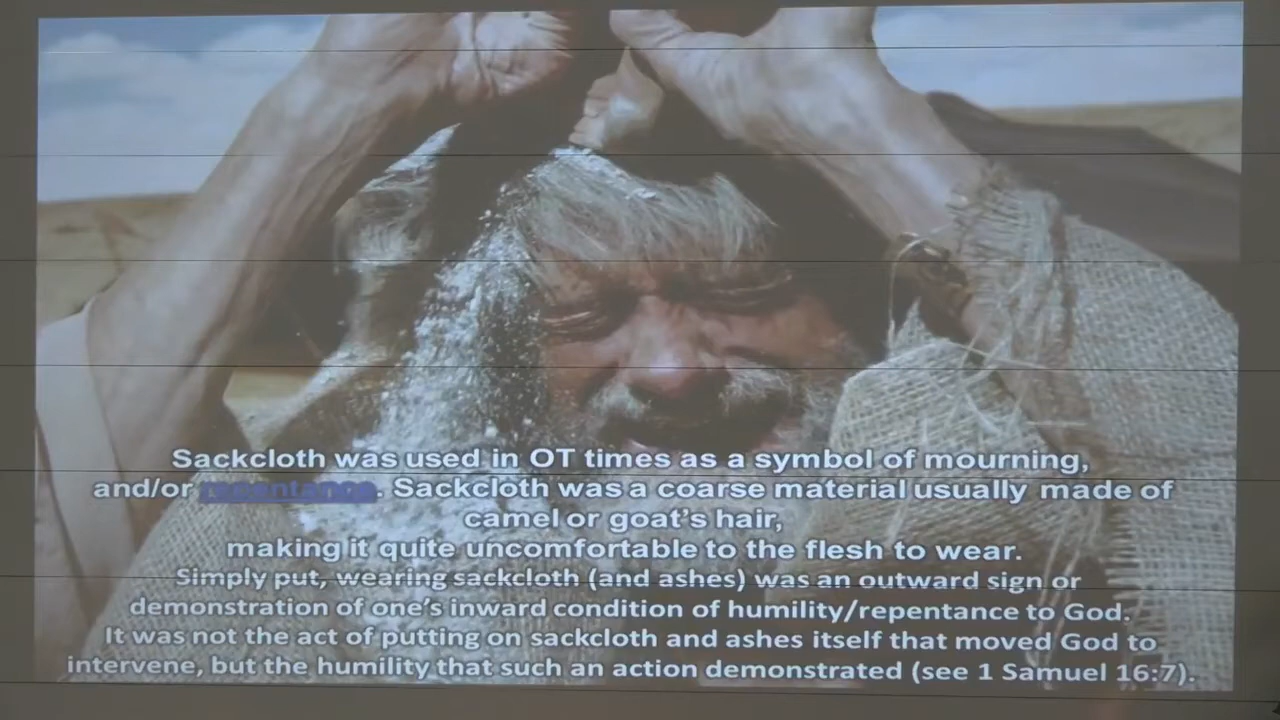 Sackcloth was used in OT times as a symbol of mourning,
and/or repentance. Sackcloth was a coarse material usually made of
camel or goat's hair,
making it quite uncomfortable to the flesh to wear.
Simply put, wearing sackcloth (and ashes) was an outward sign or
demonstration of one's inward condition of humility/repentance to God.
It was not the act of putting on sackcloth and ashes itself that moved God to
intervene, but the humility that such an action demonstrated (see 1 Samuel 16:7).